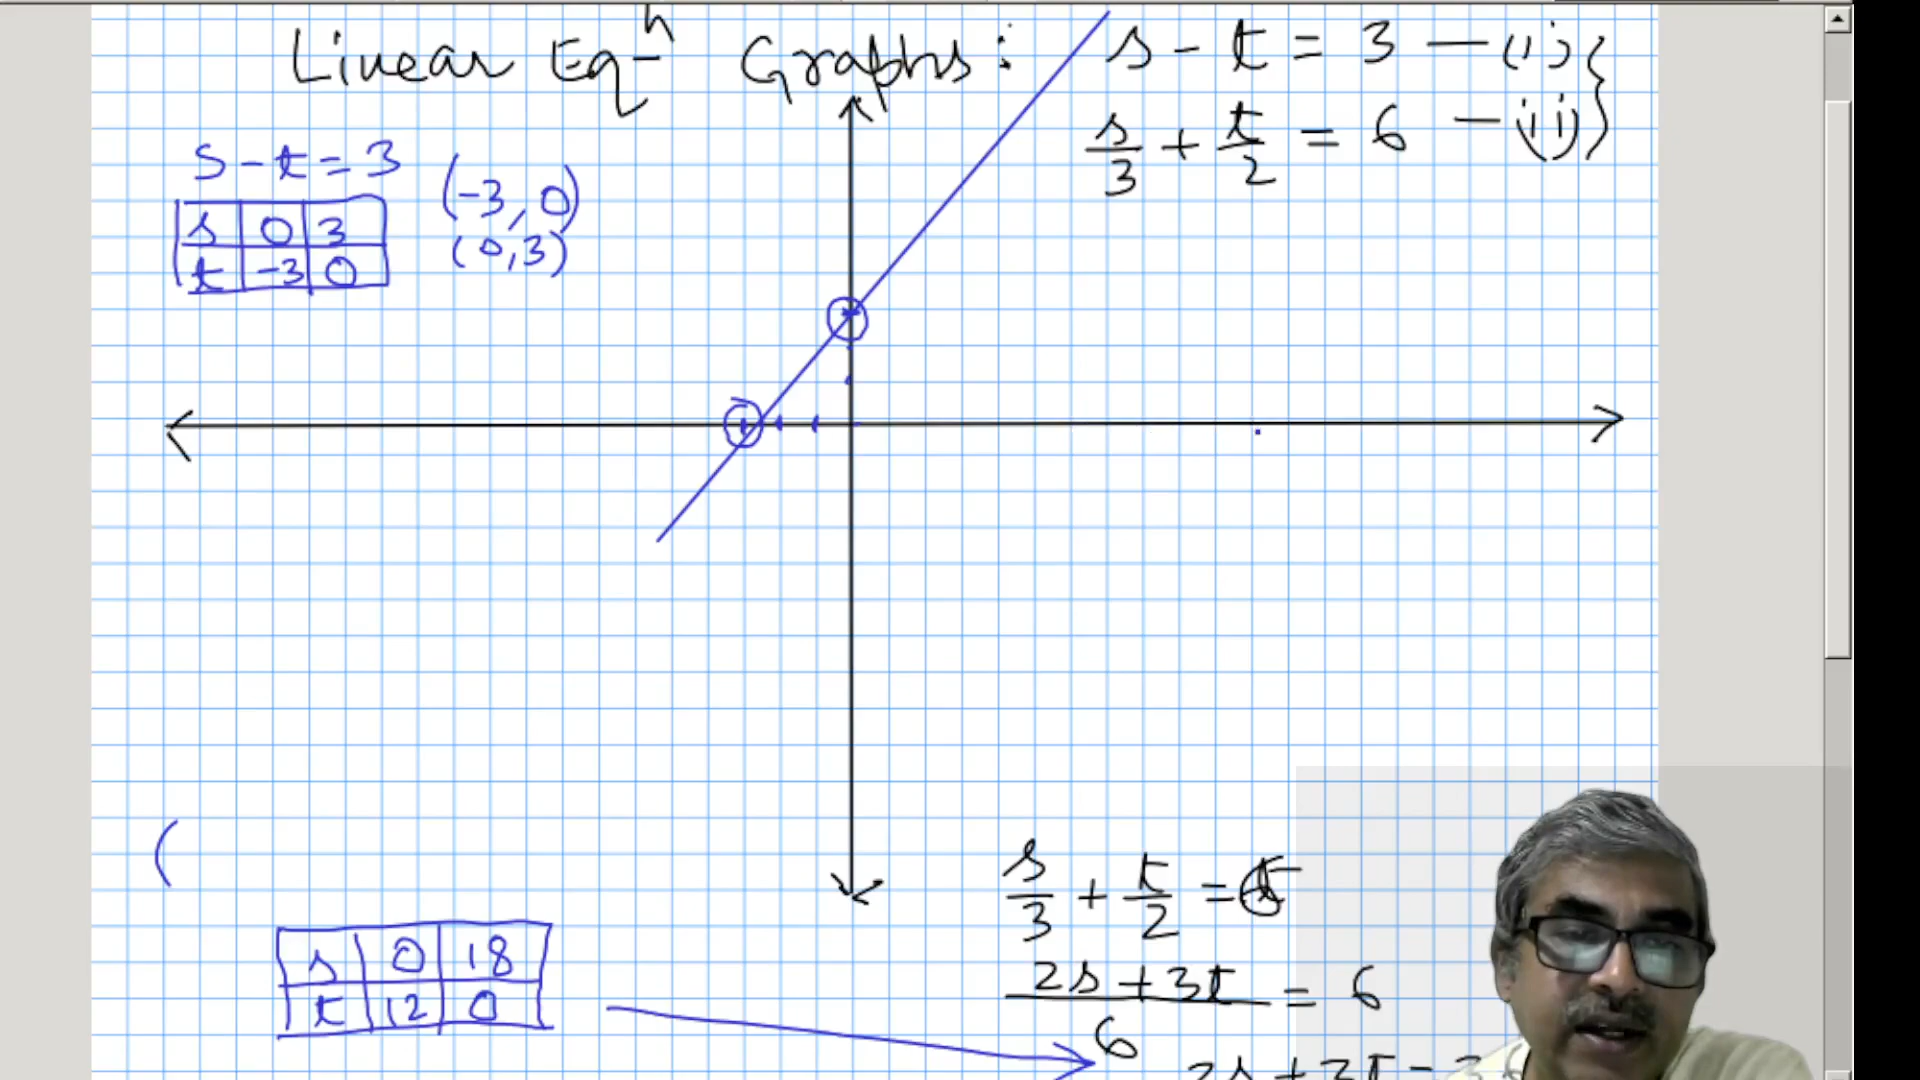 Linear Eqⁿ Graphs:
s - t = 3 — (i)
s/3 + t/2 = 6 — (ii)
s - t = 3
s 0 3
t -3 0
(-3, 0)
(0, 3)
(
s/3 + t/2 =
(2s + 3t)/6 = 6
s 0 18
t 12 0